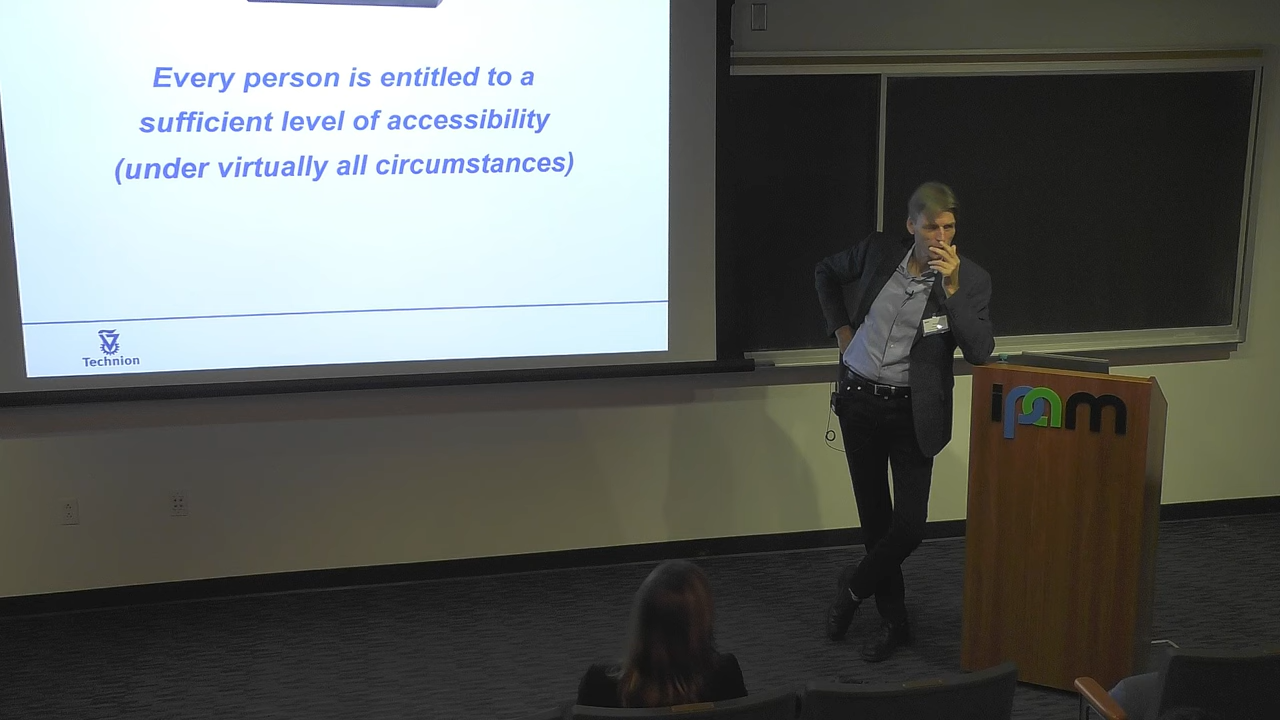 Every person is entitled to a
sufficient level of accessibility
(under virtually all circumstances)
Technion
ipam